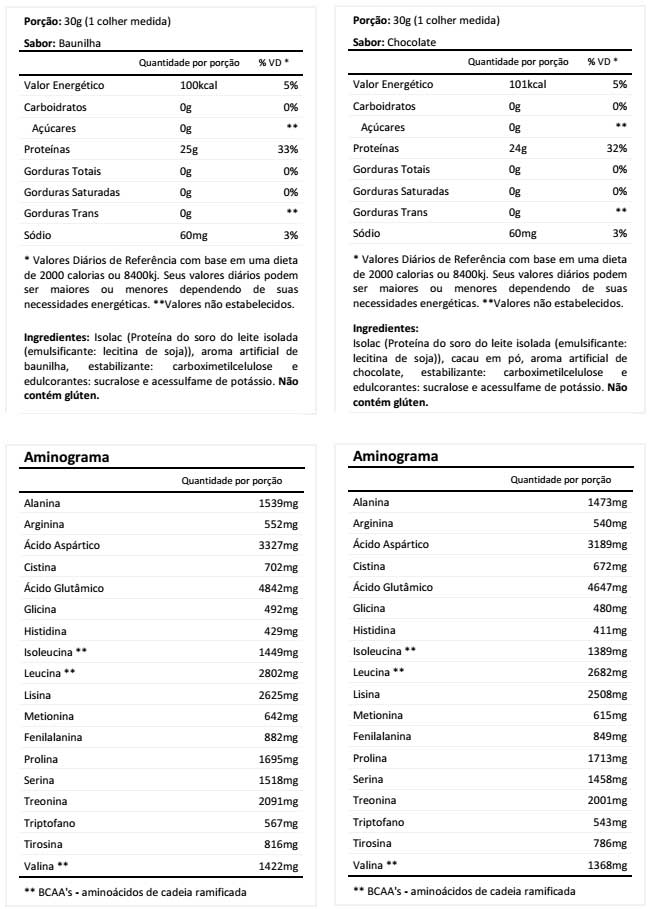 Porção: 30g (1 colher medida)
Sabor: Baunilha
Quantidade por porção % VD *
Valor Energético 100kcal 5%
Carboidratos 0g 0%
Açúcares 0g **
Proteínas 25g 33%
Gorduras Totais 0g 0%
Gorduras Saturadas 0g 0%
Gorduras Trans 0g **
Sódio 60mg 3%
* Valores Diários de Referência com base em uma dieta
de 2000 calorias ou 8400kj. Seus valores diários podem
ser maiores ou menores dependendo de suas
necessidades energéticas. **Valores não estabelecidos.
Ingredientes: Isolac (Proteína do soro do leite isolada
(emulsificante: lecitina de soja)), aroma artificial de
baunilha, estabilizante: carboximetilcelulose e
edulcorantes: sucralose e acessulfame de potássio. Não
contém glúten.
Porção: 30g (1 colher medida)
Sabor: Chocolate
Quantidade por porção % VD *
Valor Energético 101kcal 5%
Carboidratos 0g 0%
Açúcares 0g **
Proteínas 24g 32%
Gorduras Totais 0g 0%
Gorduras Saturadas 0g 0%
Gorduras Trans 0g **
Sódio 60mg 3%
* Valores Diários de Referência com base em uma dieta
de 2000 calorias ou 8400kj. Seus valores diários podem
ser maiores ou menores dependendo de suas
necessidades energéticas. **Valores não estabelecidos.
Ingredientes:
Isolac (Proteína do soro do leite isolada (emulsificante:
lecitina de soja)), cacau em pó, aroma artificial de
chocolate, estabilizante: carboximetilcelulose e
edulcorantes: sucralose e acessulfame de potássio. Não
contém glúten.
Aminograma
Quantidade por porção
Alanina 1539mg
Arginina 552mg
Ácido Aspártico 3327mg
Cistina 702mg
Ácido Glutâmico 4842mg
Glicina 492mg
Histidina 429mg
Isoleucina ** 1449mg
Leucina ** 2802mg
Lisina 2625mg
Metionina 642mg
Fenilalanina 882mg
Prolina 1695mg
Serina 1518mg
Treonina 2091mg
Triptofano 567mg
Tirosina 816mg
Valina ** 1422mg
** BCAA's - aminoácidos de cadeia ramificada
Aminograma
Quantidade por porção
Alanina 1473mg
Arginina 540mg
Ácido Aspártico 3189mg
Cistina 672mg
Ácido Glutâmico 4647mg
Glicina 480mg
Histidina 411mg
Isoleucina ** 1389mg
Leucina ** 2682mg
Lisina 2508mg
Metionina 615mg
Fenilalanina 849mg
Prolina 1713mg
Serina 1458mg
Treonina 2001mg
Triptofano 543mg
Tirosina 786mg
Valina ** 1368mg
** BCAA's - aminoácidos de cadeia ramificada